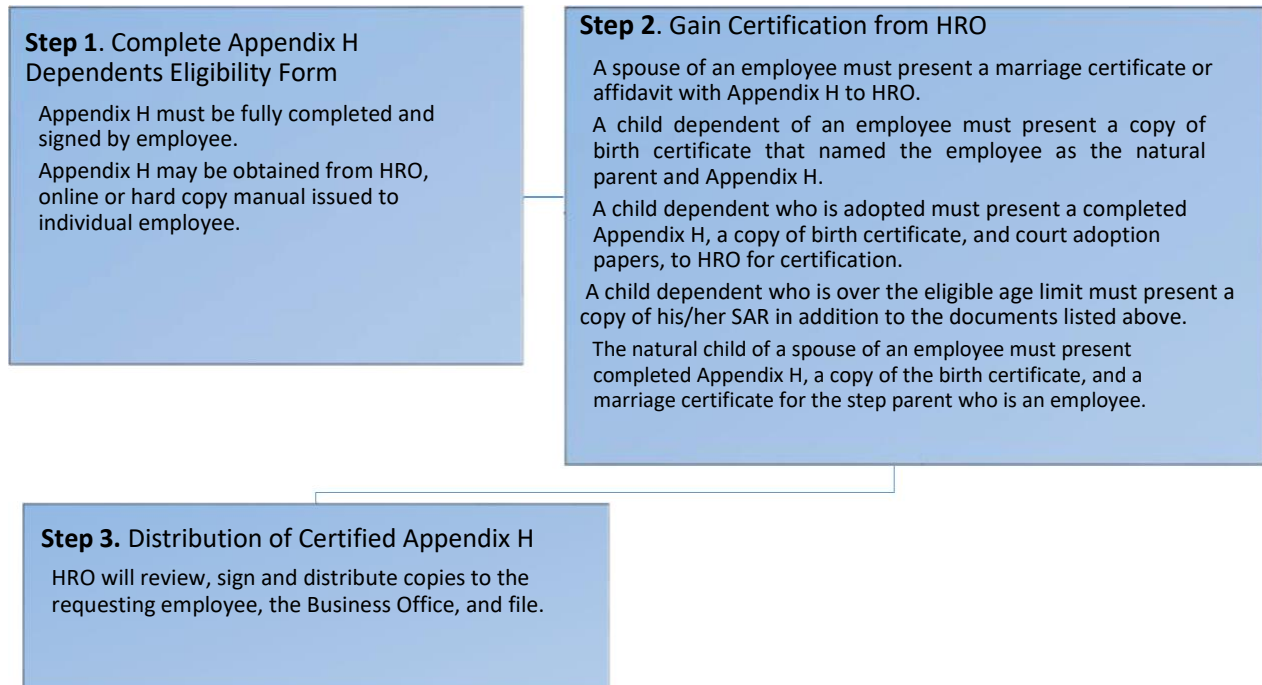 Step 1. Complete Appendix H
Dependents Eligibility Form
Appendix H must be fully completed and
signed by employee.
Appendix H may be obtained from HRO,
online or hard copy manual issued to
individual employee.
Step 2. Gain Certification from HRO
A spouse of an employee must present a marriage certificate or
affidavit with Appendix H to HRO.
A child dependent of an employee must present a copy of
birth certificate that named the employee as the natural
parent and Appendix H.
A child dependent who is adopted must present a completed
Appendix H, a copy of birth certificate, and court adoption
papers, to HRO for certification.
A child dependent who is over the eligible age limit must present a
copy of his/her SAR in addition to the documents listed above.
The natural child of a spouse of an employee must present
completed Appendix H, a copy of the birth certificate, and a
marriage certificate for the step parent who is an employee.
Step 3. Distribution of Certified Appendix H
HRO will review, sign and distribute copies to the
requesting employee, the Business Office, and file.